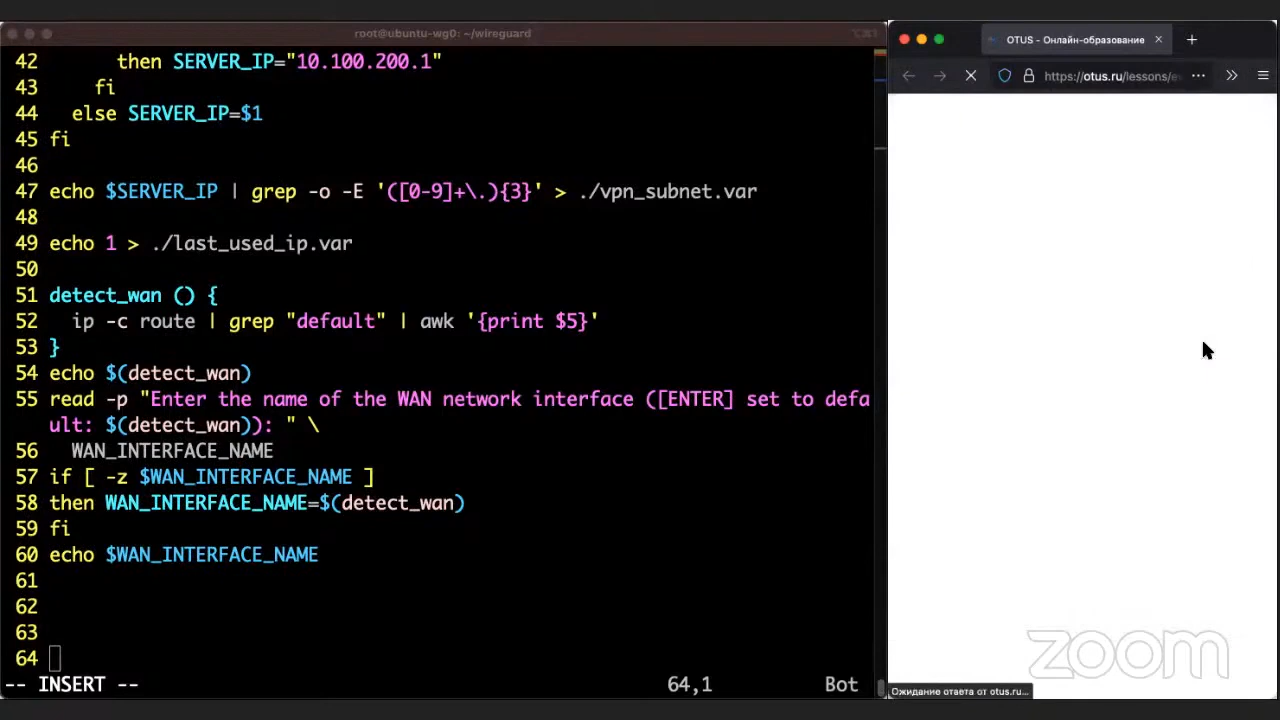 root@ubuntu-wg0: ~/wireguard
42 then SERVER_IP="10.100.200.1"
43 fi
44 else SERVER_IP=$1
45 fi
46
47 echo $SERVER_IP | grep -o -E '([0-9]+\.){3}' > ./vpn_subnet.var
48
49 echo 1 > ./last_used_ip.var
50
51 detect_wan () {
52 ip -c route | grep "default" | awk '{print $5}'
53 }
54 echo $(detect_wan)
55 read -p "Enter the name of the WAN network interface ([ENTER] set to defa
ult: $(detect_wan)): " \
56 WAN_INTERFACE_NAME
57 if [ -z $WAN_INTERFACE_NAME ]
58 then WAN_INTERFACE_NAME=$(detect_wan)
59 fi
60 echo $WAN_INTERFACE_NAME
61
62
63
64
-- INSERT -- 64,1 Bot
OTUS - Онлайн-образование
https://otus.ru/lessons/
zoom
Ожидание ответа от otus.ru...